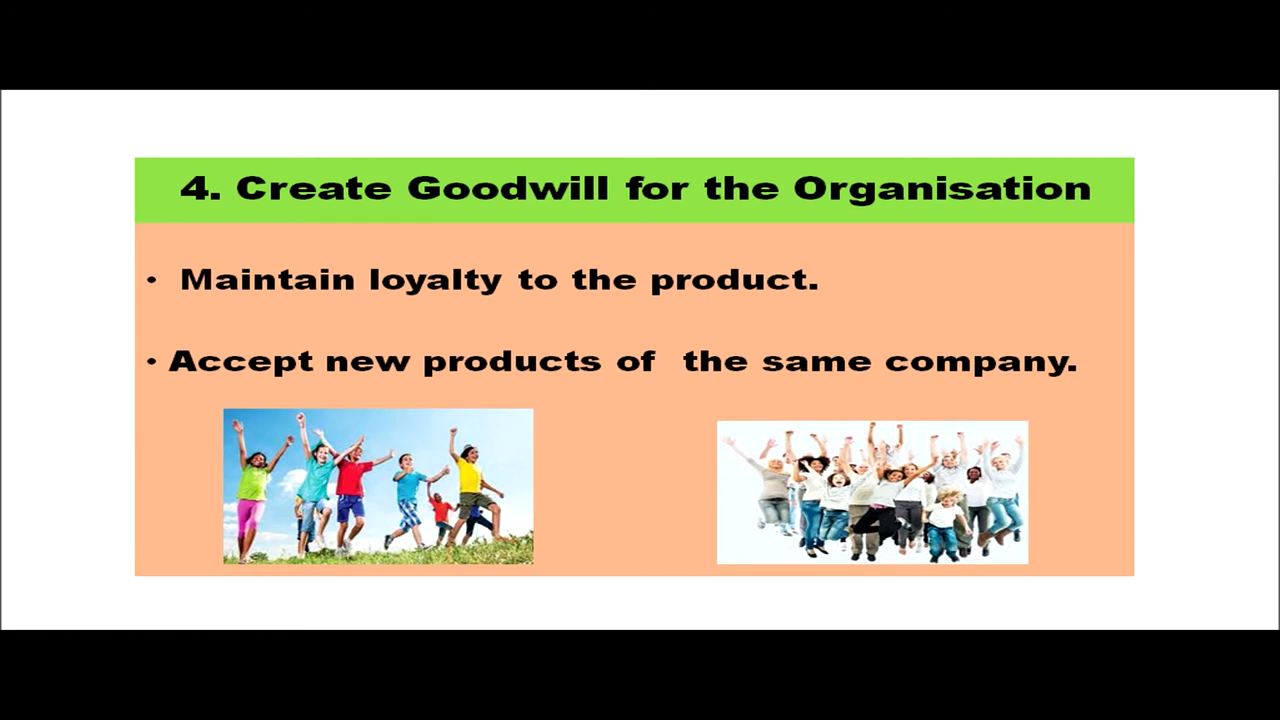 4. Create Goodwill for the Organisation
• Maintain loyalty to the product.
• Accept new products of the same company.